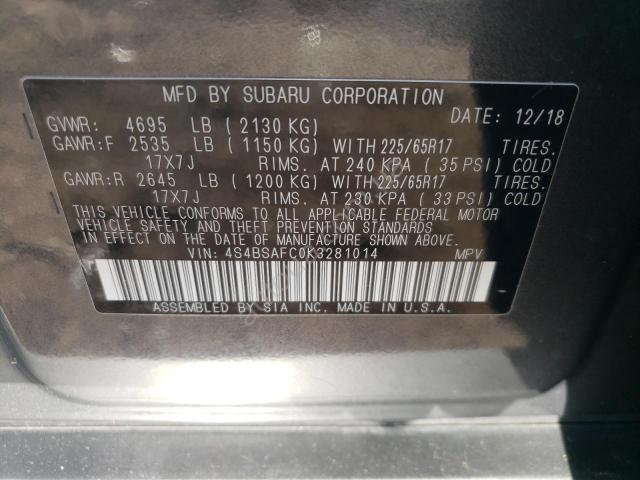 MFD BY SUBARU CORPORATION
DATE: 12/18
GVWR: 4695 LB (2130 KG)
GAWR:F 2535 LB (1150 KG) WITH 225/65R17 TIRES.
17X7J RIMS. AT 240 KPA (35 PSI) COLD
GAWR:R 2645 LB (1200 KG) WITH 225/65R17 TIRES.
17X7J RIMS. AT 230 KPA (33 PSI) COLD
THIS VEHICLE CONFORMS TO ALL APPLICABLE FEDERAL MOTOR
VEHICLE SAFETY AND THEFT PREVENTION STANDARDS
IN EFFECT ON THE DATE OF MANUFACTURE SHOWN ABOVE.
VIN: 4S4BSAFC0K3281014 MPV
ASSEMBLED BY SIA INC. MADE IN U.S.A.